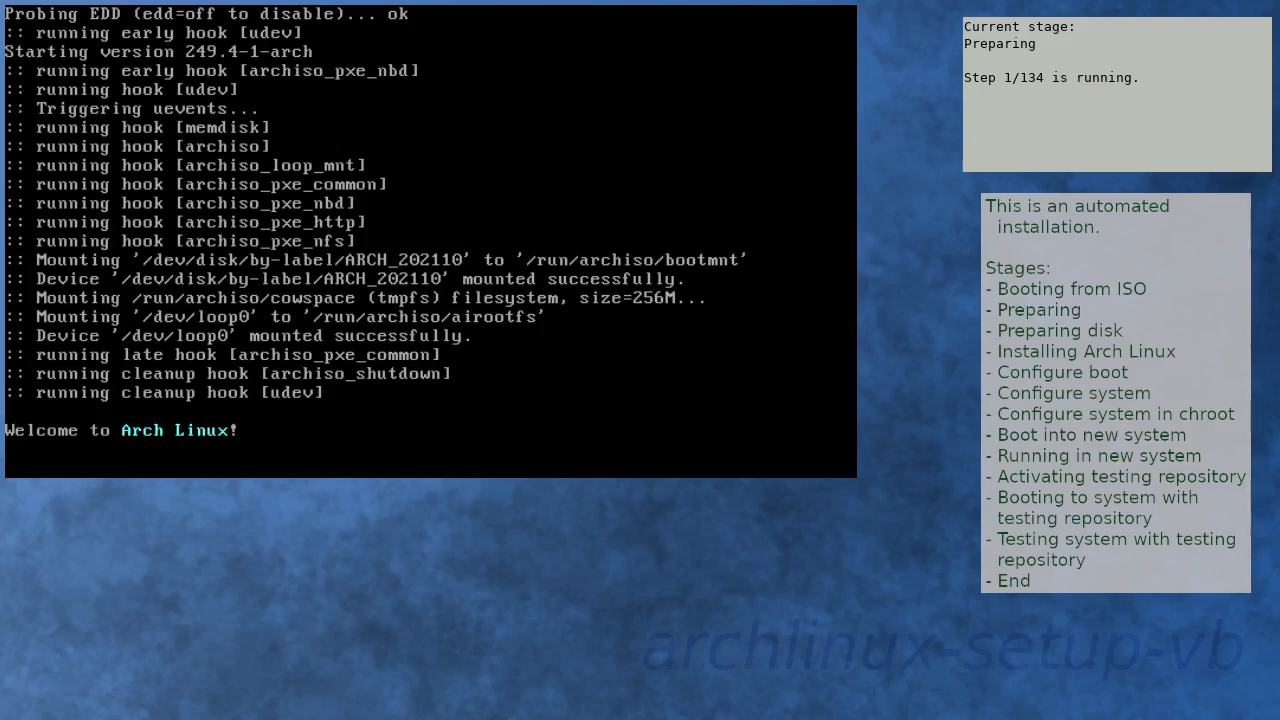 Probing EDD (edd=off to disable)... ok
:: running early hook [udev]
Starting version 249.4-1-arch
:: running early hook [archiso_pxe_nbd]
:: running hook [udev]
:: Triggering uevents...
:: running hook [memdisk]
:: running hook [archiso]
:: running hook [archiso_loop_mnt]
:: running hook [archiso_pxe_common]
:: running hook [archiso_pxe_nbd]
:: running hook [archiso_pxe_http]
:: running hook [archiso_pxe_nfs]
:: Mounting '/dev/disk/by-label/ARCH_202110' to '/run/archiso/bootmnt'
:: Device '/dev/disk/by-label/ARCH_202110' mounted successfully.
:: Mounting /run/archiso/cowspace (tmpfs) filesystem, size=256M...
:: Mounting '/dev/loop0' to '/run/archiso/airootfs'
:: Device '/dev/loop0' mounted successfully.
:: running late hook [archiso_pxe_common]
:: running cleanup hook [archiso_shutdown]
:: running cleanup hook [udev]
Welcome to Arch Linux!
Current stage:
Preparing
Step 1/134 is running.
This is an automated
installation.
Stages:
- Booting from ISO
- Preparing
- Preparing disk
- Installing Arch Linux
- Configure boot
- Configure system
- Configure system in chroot
- Boot into new system
- Running in new system
- Activating testing repository
- Booting to system with
testing repository
- Testing system with testing
repository
- End
archlinux-setup-vb